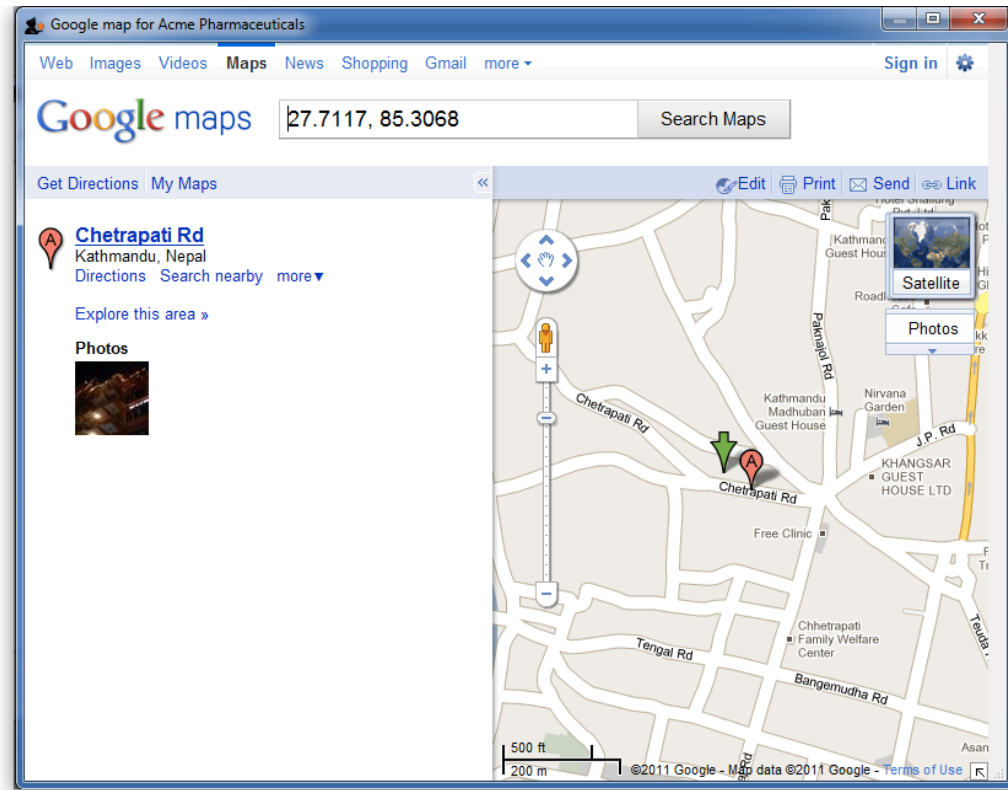 Google map for Acme Pharmaceuticals
Web Images Videos Maps News Shopping Gmail more
Sign in
Google maps
27.7117, 85.3068
Search Maps
Get Directions My Maps
«
Edit Print Send Link
A
Chetrapati Rd
Kathmandu, Nepal
Directions Search nearby more
Explore this area »
Photos
Satellite
Photos
Guest Hou
Paknajol Rd
Chetrapati Rd
Kathmandu
Madhuban
Guest House
Nirvana
Garden
J.P. Rd
KHANGSAR
GUEST
HOUSE LTD
A
Chetrapati Rd
Free Clinic
Chhetrapati
Family Welfare
Center
Tengal Rd
Bangemudha Rd
Teuda
Asan
500 ft
200 m
©2011 Google - Map data ©2011 Google - Terms of Use